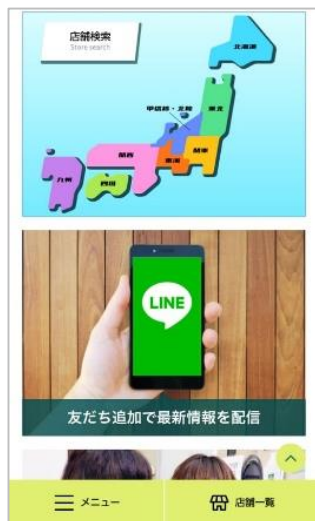 店舗検索
Store search
北海道
東北
甲信越・北陸
関東
東海
関西
四国
九州
LINE
友だち追加で最新情報を配信
メニュー
店舗一覧